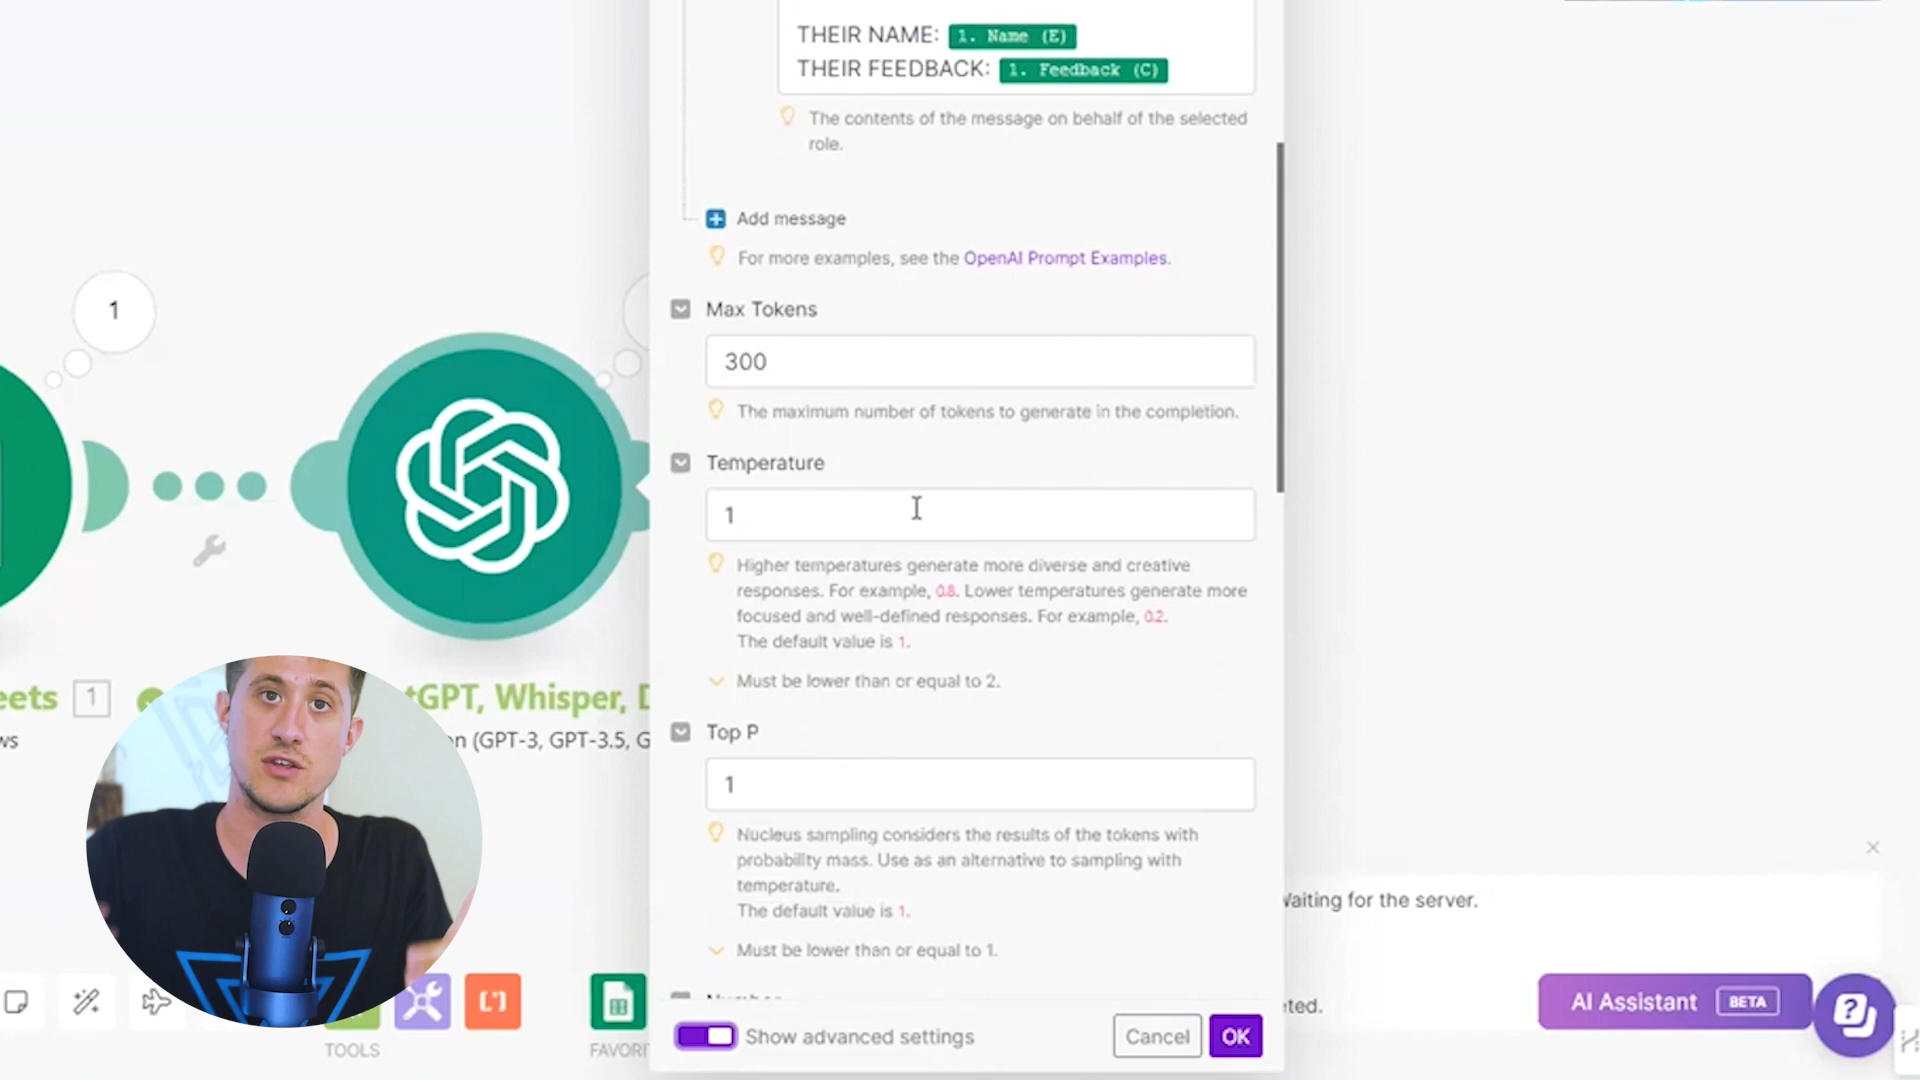 THEIR NAME: 1. Name (E)
THEIR FEEDBACK: 1. Feedback (C)
The contents of the message on behalf of the selected
role.
Add message
For more examples, see the OpenAI Prompt Examples.
1
Max Tokens
300
The maximum number of tokens to generate in the completion.
Temperature
1
Higher temperatures generate more diverse and creative
responses. For example, 0.8. Lower temperatures generate more
focused and well-defined responses. For example, 0.2.
The default value is 1.
Must be lower than or equal to 2.
eets 1
tGPT, Whisper, D
ws
on (GPT-3, GPT-3.5, G
Top P
1
Nucleus sampling considers the results of the tokens with
probability mass. Use as an alternative to sampling with
temperature.
The default value is 1.
Must be lower than or equal to 1.
Waiting for the server.
Show advanced settings
Cancel
OK
ted.
AI Assistant BETA
TOOLS
FAVORI